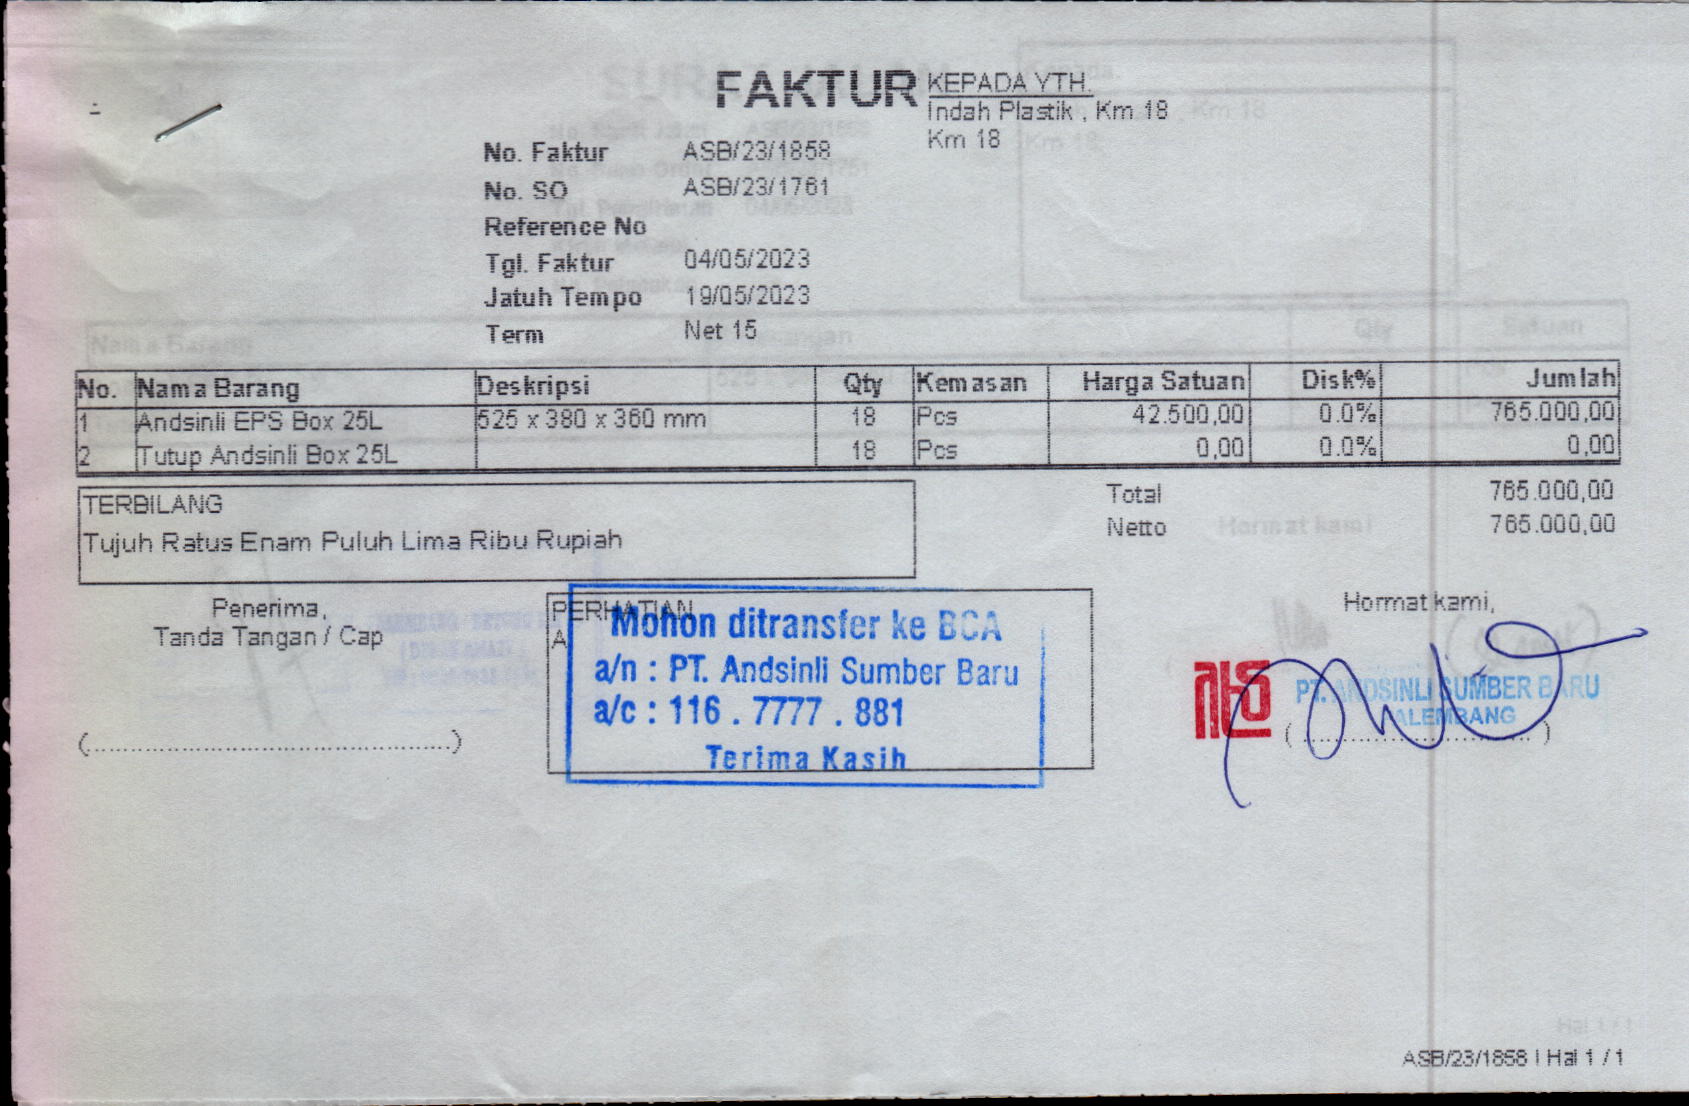 FAKTUR
KEPADA YTH.
Indah Plastik , Km 18
Km 18
No. Faktur ASB/23/1858
No. SO ASB/23/1761
Reference No
Tgl. Faktur 04/05/2023
Jatuh Tempo 19/05/2023
Term Net 15
No. Nama Barang Deskripsi Qty Kemasan Harga Satuan Disk% Jumlah
1 Andsinli EPS Box 25L 525 x 380 x 360 mm 18 Pcs 42.500,00 0.0% 765.000,00
2 Tutup Andsinli Box 25L 18 Pcs 0,00 0.0% 0,00
TERBILANG
Tujuh Ratus Enam Puluh Lima Ribu Rupiah
Total 765.000,00
Netto 765.000,00
Penerima,
Tanda Tangan / Cap
(..............................................)
PERHATIAN
A
Mohon ditransfer ke BCA
a/n : PT. Andsinli Sumber Baru
a/c : 116 . 7777 . 881
Terima Kasih
Hormat kami,
PT. ANDSINLI SUMBER BARU
PALEMBANG
(..............................)
ASB/23/1858 | Hal 1 / 1